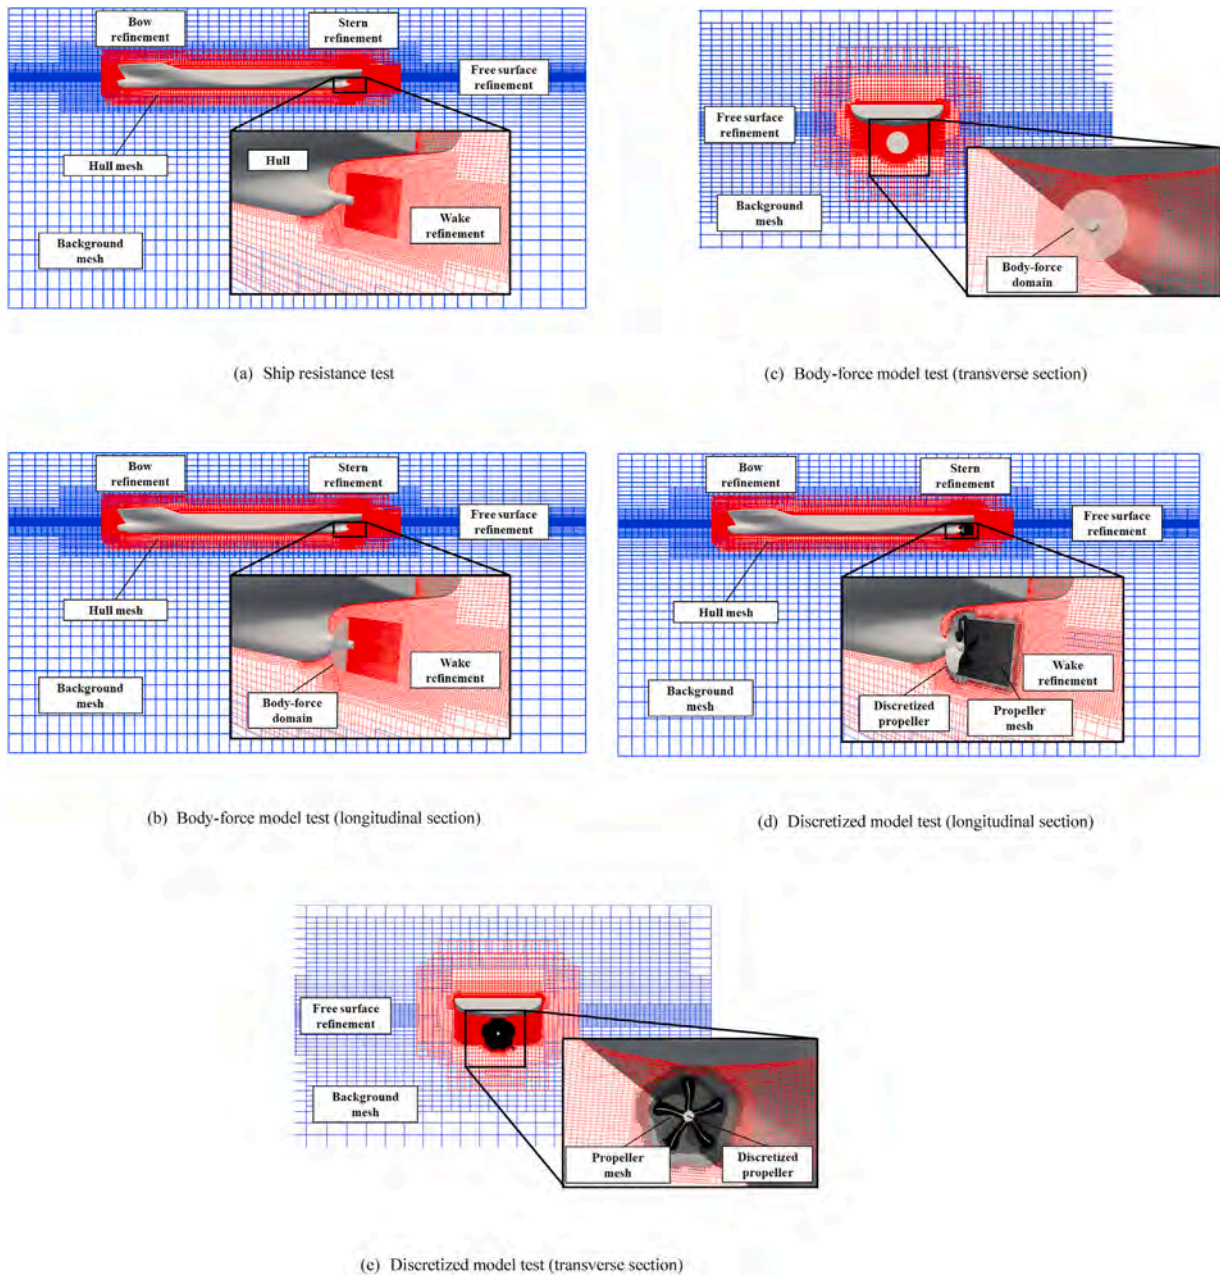 Bow
refinement
Stern
refinement
Free surface
refinement
Hull mesh
Hull
Wake
refinement
Background
mesh
(a) Ship resistance test
Free surface
refinement
Background
mesh
Body-force
domain
(c) Body-force model test (transverse section)
Bow
refinement
Stern
refinement
Free surface
refinement
Hull mesh
Wake
refinement
Background
mesh
Body-force
domain
(b) Body-force model test (longitudinal section)
Bow
refinement
Stern
refinement
Free surface
refinement
Hull mesh
Wake
refinement
Background
mesh
Discretized
propeller
Propeller
mesh
(d) Discretized model test (longitudinal section)
Free surface
refinement
Background
mesh
Propeller
mesh
Discretized
propeller
(e) Discretized model test (transverse section)